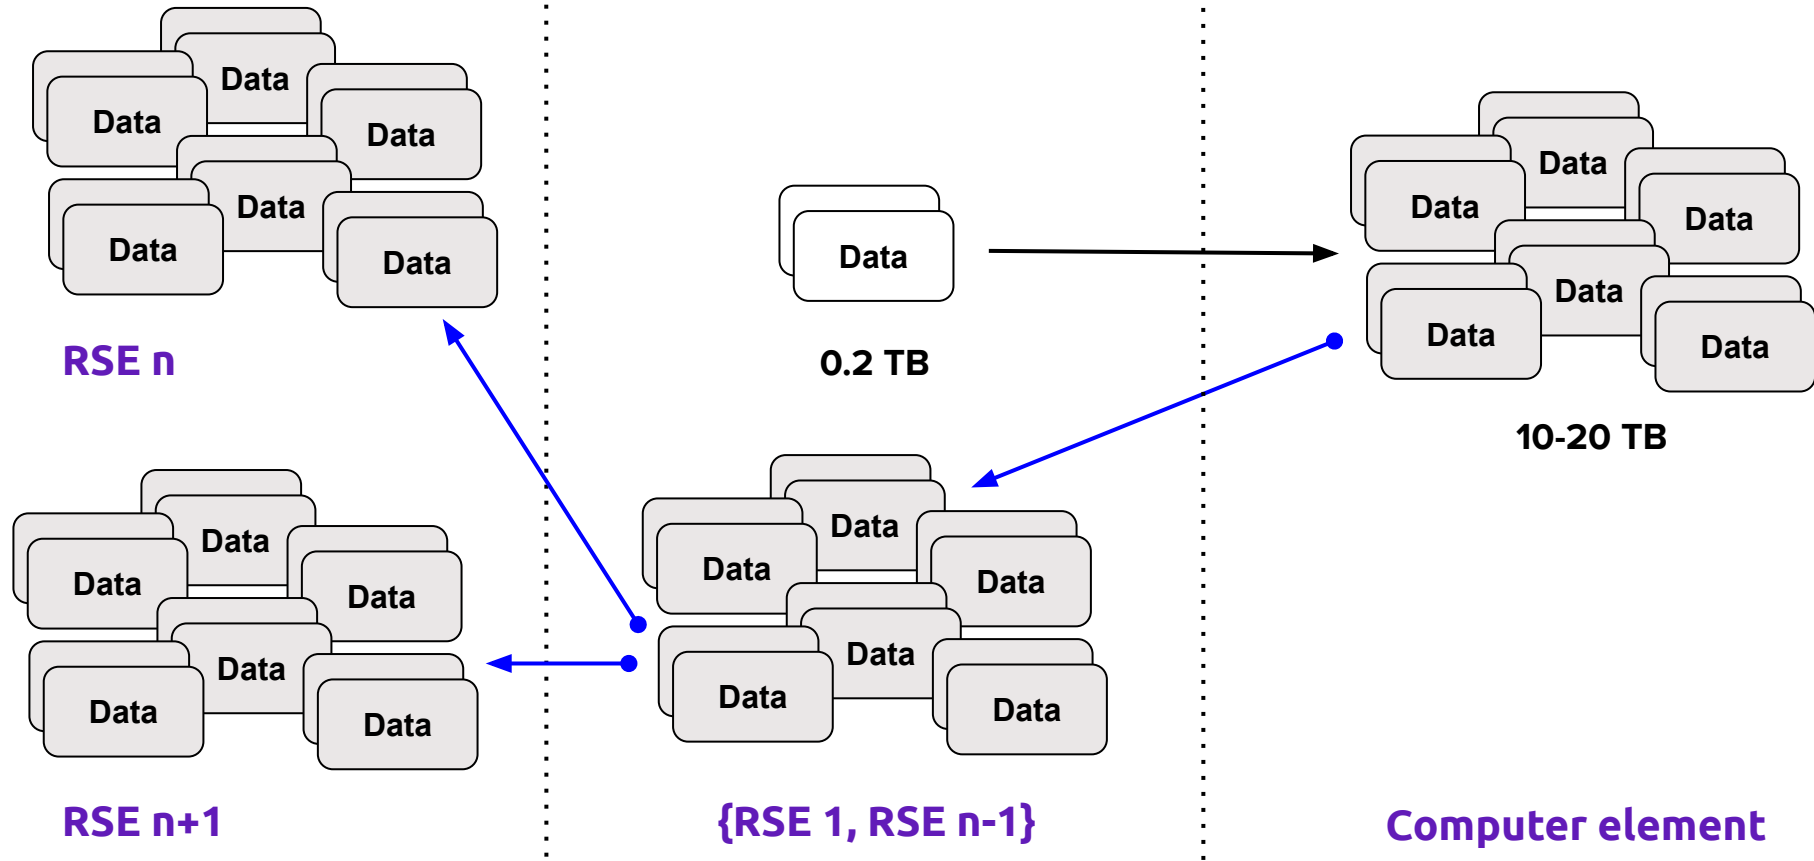 Data
Data
Data
Data
Data
Data
RSE n
Data
Data
Data
Data
Data
Data
RSE n+1
Data
0.2 TB
Data
Data
Data
Data
Data
Data
{RSE 1, RSE n-1}
Data
Data
Data
Data
Data
Data
10-20 TB
Computer element